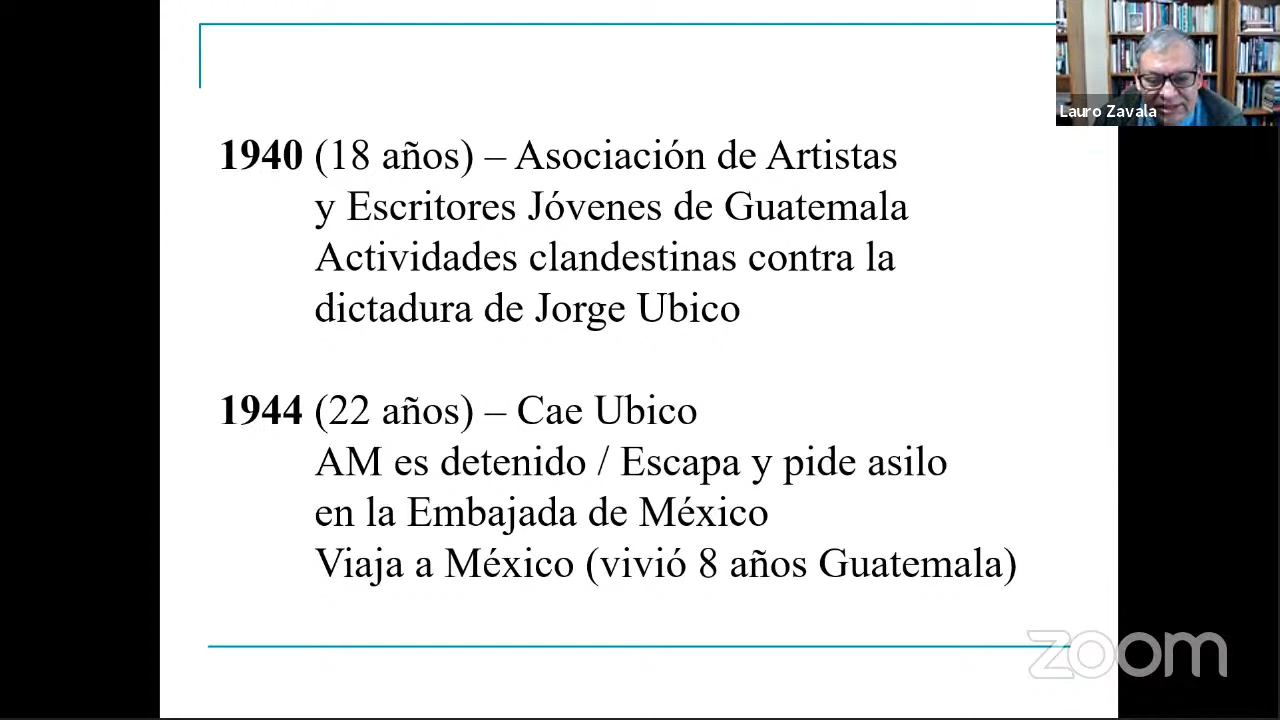 Lauro Zavala
1940 (18 años) – Asociación de Artistas
y Escritores Jóvenes de Guatemala
Actividades clandestinas contra la
dictadura de Jorge Ubico
1944 (22 años) – Cae Ubico
AM es detenido / Escapa y pide asilo
en la Embajada de México
Viaja a México (vivió 8 años Guatemala)
zoom